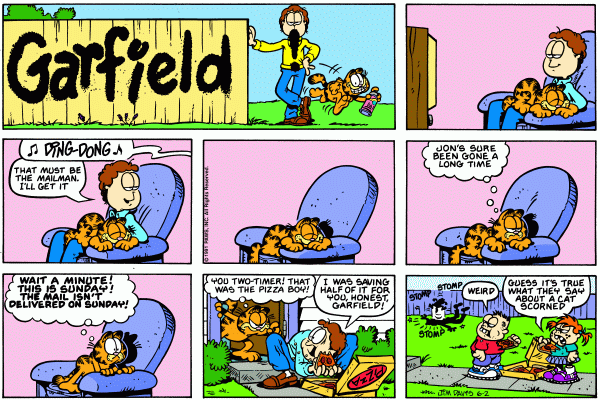 Garfield
♫ DING-DONG ♪
THAT MUST BE
THE MAILMAN.
I'LL GET IT
JON'S SURE
BEEN GONE A
LONG TIME
WAIT A MINUTE!
THIS IS SUNDAY!
THE MAIL ISN'T
DELIVERED ON SUNDAY!
YOU TWO-TIMER! THAT
WAS THE PIZZA BOY!
I WAS SAVING
HALF OF IT FOR
YOU, HONEST,
GARFIELD!
PIZZA
STOMP
STOMP
STOMP
STOMP
WEIRD
GUESS IT'S TRUE
WHAT THEY SAY
ABOUT A CAT
SCORNED
JIM DAVIS 6-2